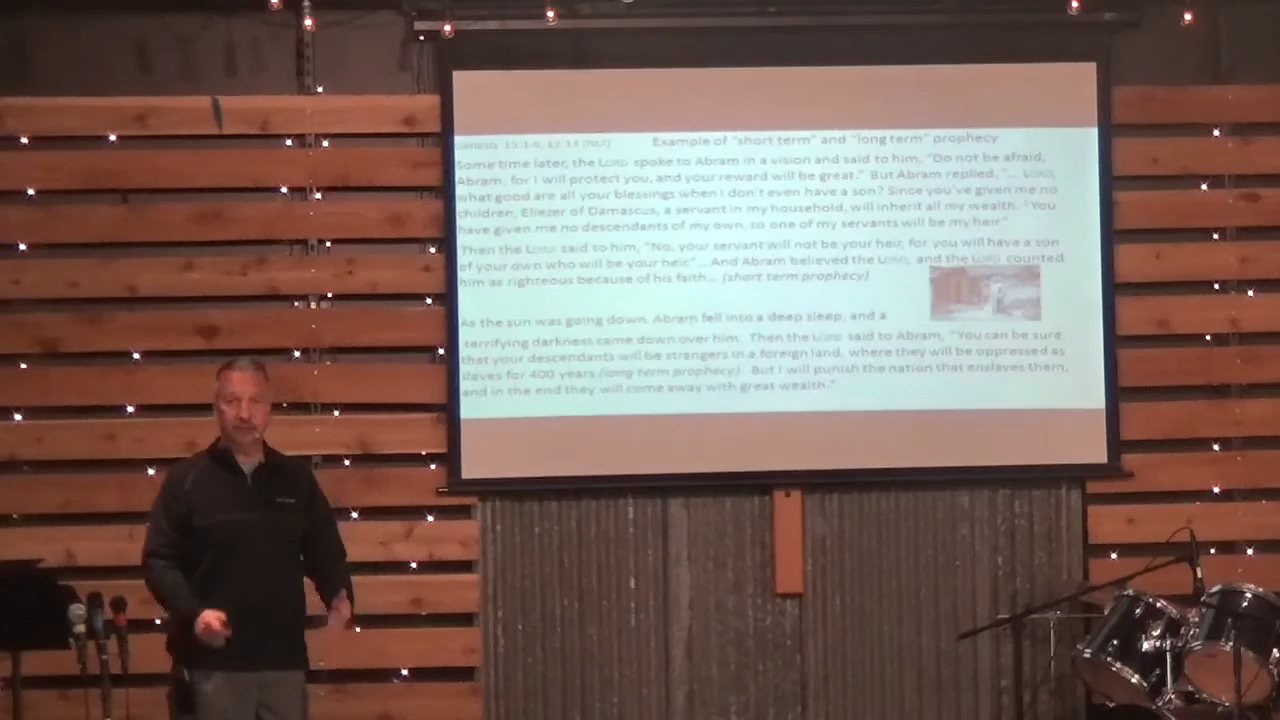 Genesis 15:1-6, 12-14 (NLT) Example of "short term" and "long term" prophecy
Some time later, the LORD spoke to Abram in a vision and said to him, "Do not be afraid,
Abram, for I will protect you, and your reward will be great." But Abram replied, "... LORD,
what good are all your blessings when I don't even have a son? Since you've given me no
children, Eliezer of Damascus, a servant in my household, will inherit all my wealth. You
have given me no descendants of my own, so one of my servants will be my heir"
Then the LORD said to him, "No, your servant will not be your heir, for you will have a son
of your own who will be your heir."... And Abram believed the LORD, and the LORD counted
him as righteous because of his faith... (short term prophecy)
As the sun was going down, Abram fell into a deep sleep, and a
terrifying darkness came down over him. Then the LORD said to Abram, "You can be sure
that your descendants will be strangers in a foreign land, where they will be oppressed as
slaves for 400 years (long term prophecy). But I will punish the nation that enslaves them,
and in the end they will come away with great wealth."